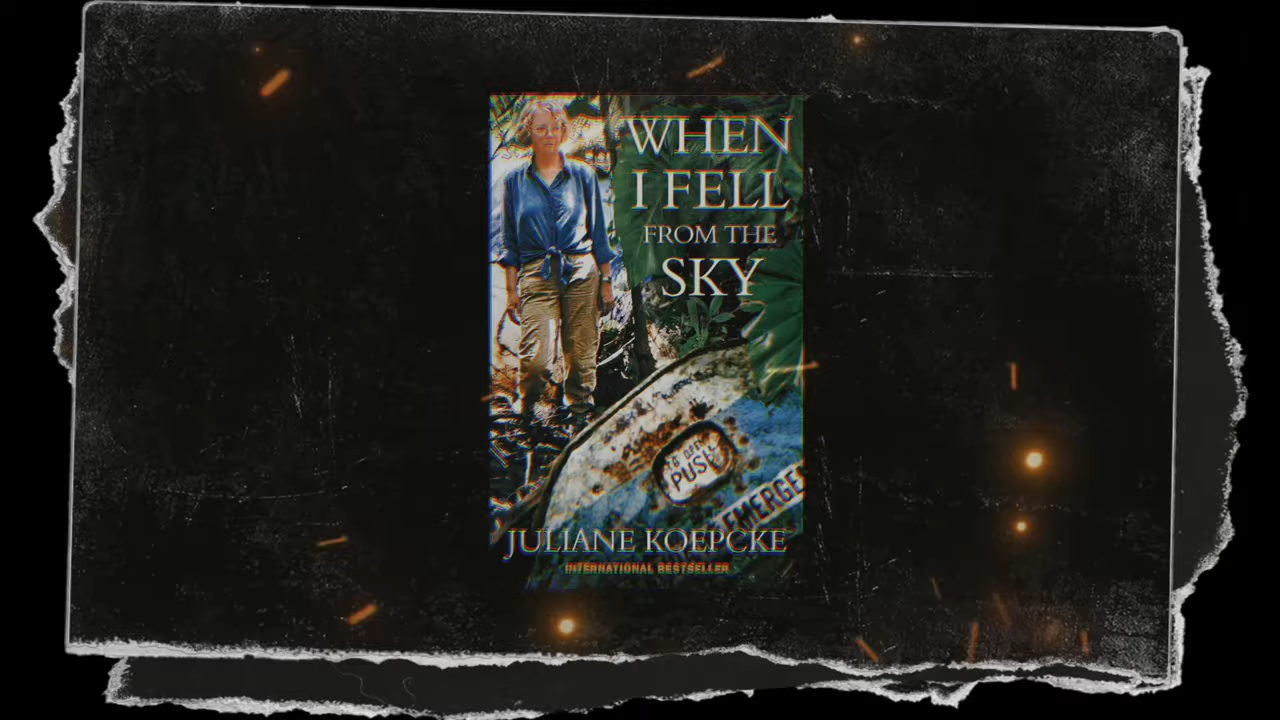 WHEN
I FELL
FROM THE
SKY
PUSH
EMERGE
JULIANE KOEPCKE
INTERNATIONAL BESTSELLER